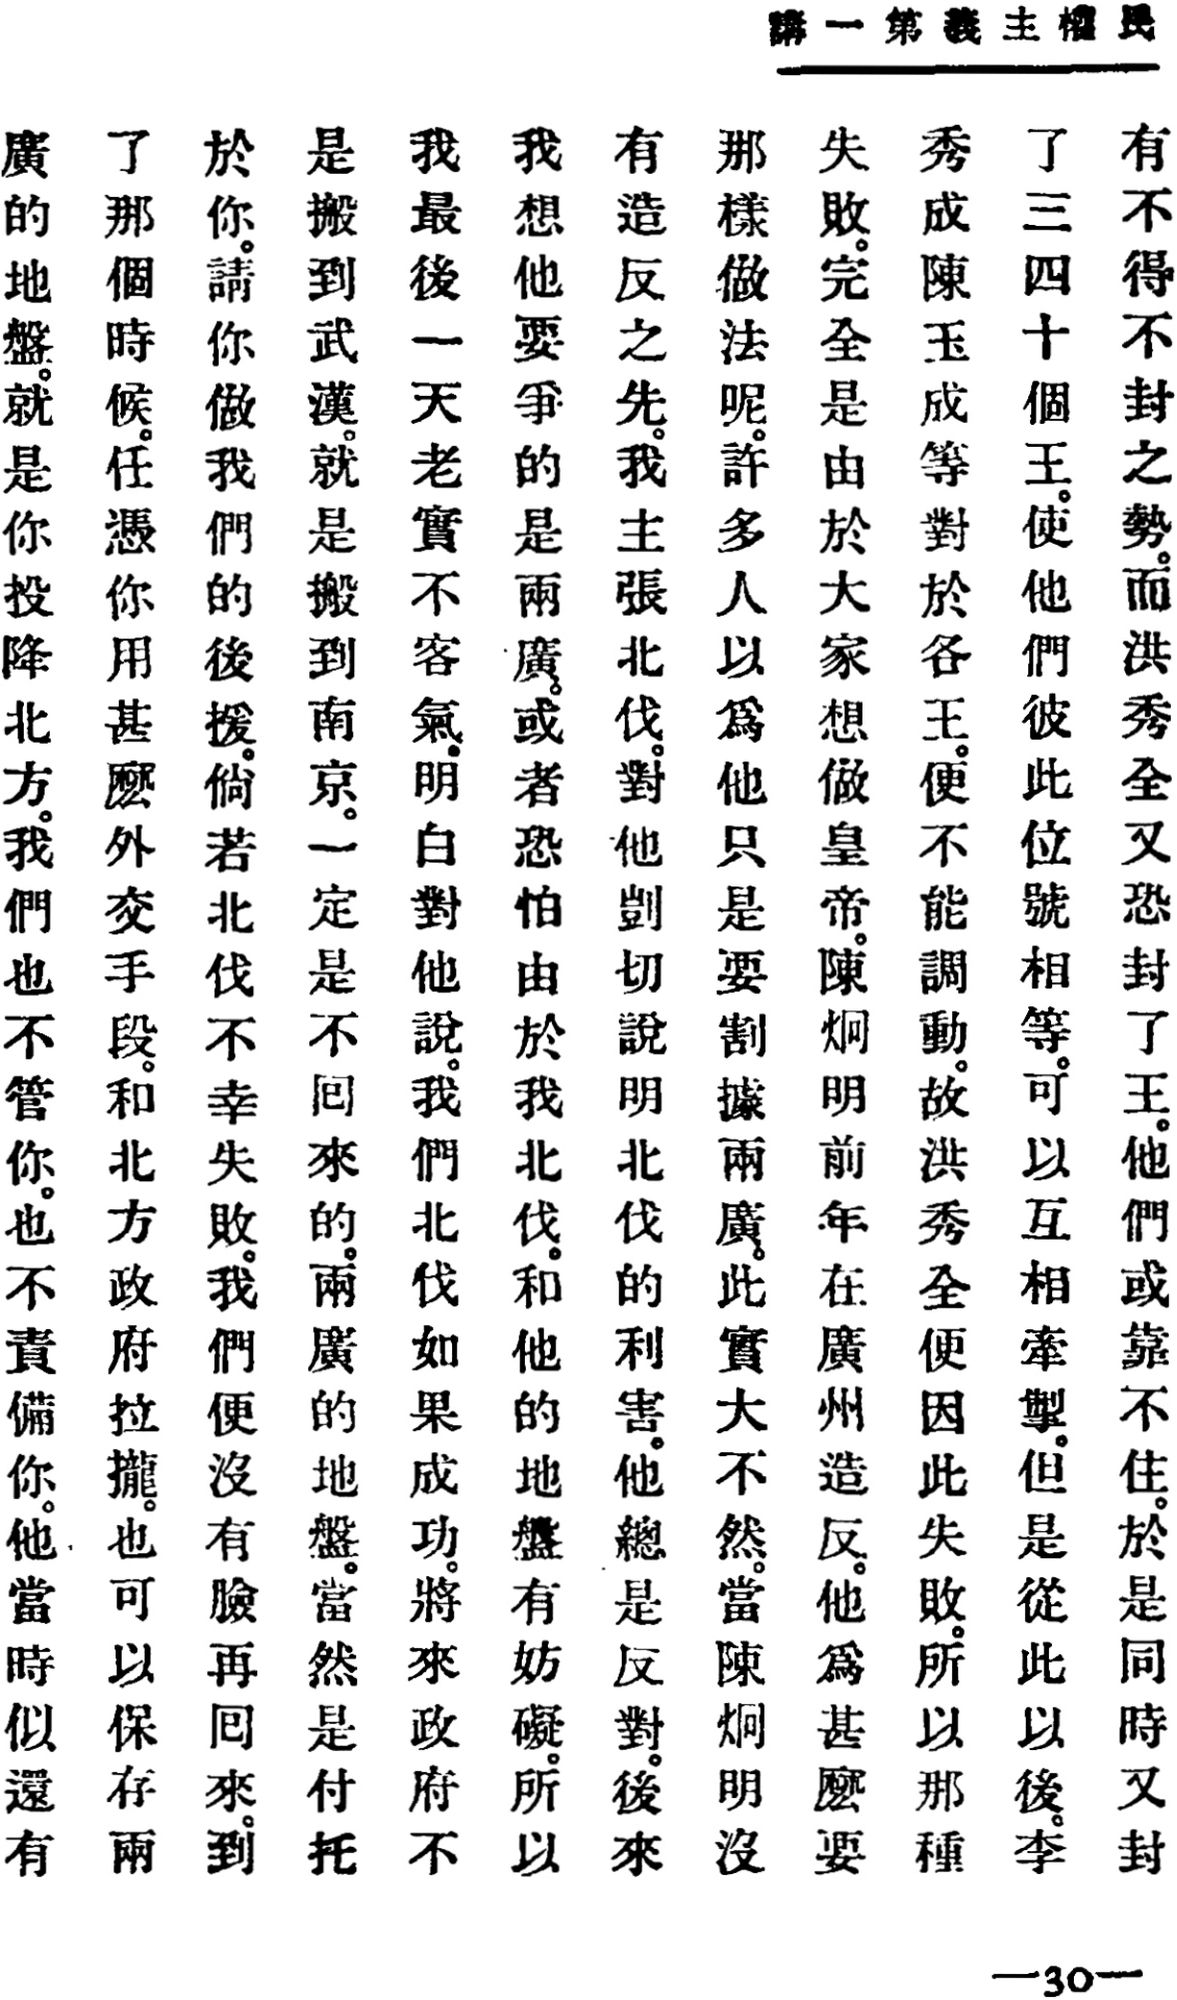 民權主義第一講
有不得不封之勢。而洪秀全又恐封了王。他們或靠不住。於是同時又封
了三四十個王。使他們彼此位號相等。可以互相牽掣。但是從此以後。李
秀成陳玉成等對於各王。便不能調動。故洪秀全便因此失敗。所以那種
失敗。完全是由於大家想做皇帝。陳炯明前年在廣州造反。他爲甚麼要
那樣做法呢。許多人以爲他只是要割據兩廣。此實大不然。當陳炯明沒
有造反之先。我主張北伐。對他剴切說明北伐的利害。他總是反對。後來
我想他要爭的是兩廣。或者恐怕由於我北伐。和他的地盤有妨礙。所以
我最後一天老實不客氣。明白對他說。我們北伐如果成功。將來政府不
是搬到武漢。就是搬到南京。一定是不回來的。兩廣的地盤。當然是付托
於你。請你做我們的後援。倘若北伐不幸失敗。我們便沒有臉再回來。到
了那個時候。任憑你用甚麼外交手段。和北方政府拉攏。也可以保存兩
廣的地盤。就是你投降北方。我們也不管你。也不責備你。他當時似還有
—30—